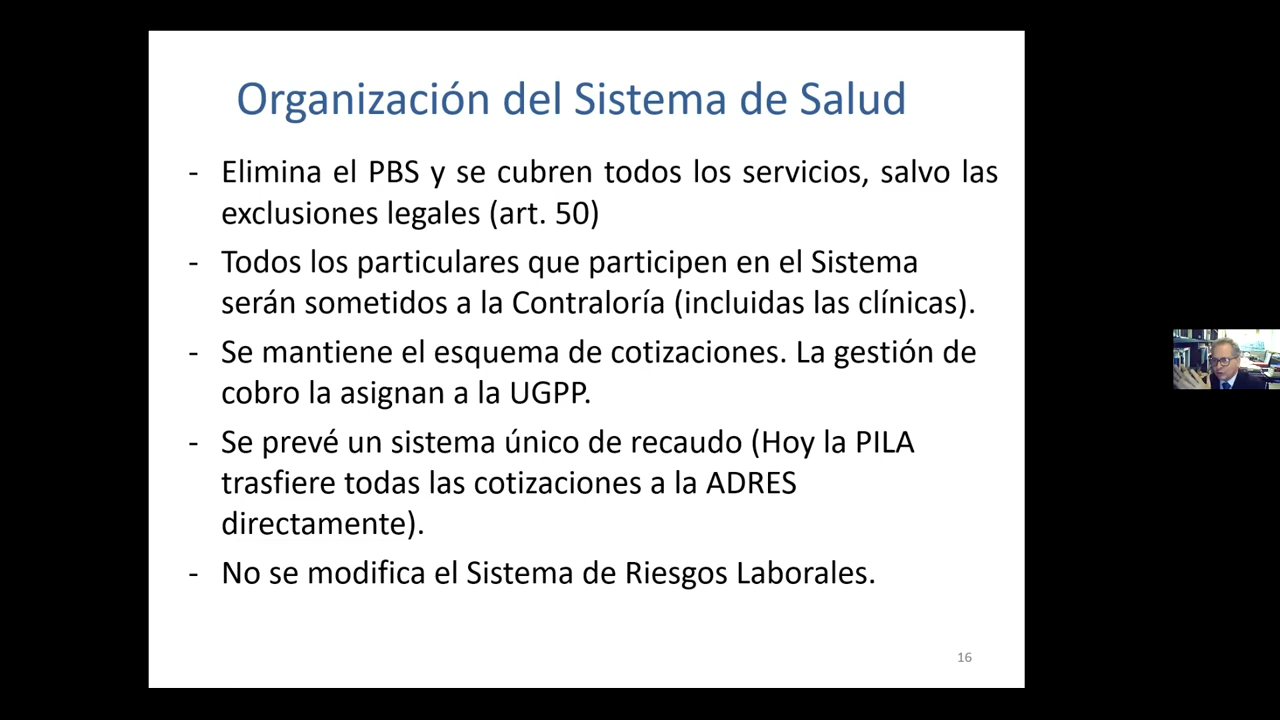 Organización del Sistema de Salud
- Elimina el PBS y se cubren todos los servicios, salvo las
exclusiones legales (art. 50)
- Todos los particulares que participen en el Sistema
serán sometidos a la Contraloría (incluidas las clínicas).
- Se mantiene el esquema de cotizaciones. La gestión de
cobro la asignan a la UGPP.
- Se prevé un sistema único de recaudo (Hoy la PILA
trasfiere todas las cotizaciones a la ADRES
directamente).
- No se modifica el Sistema de Riesgos Laborales.
16